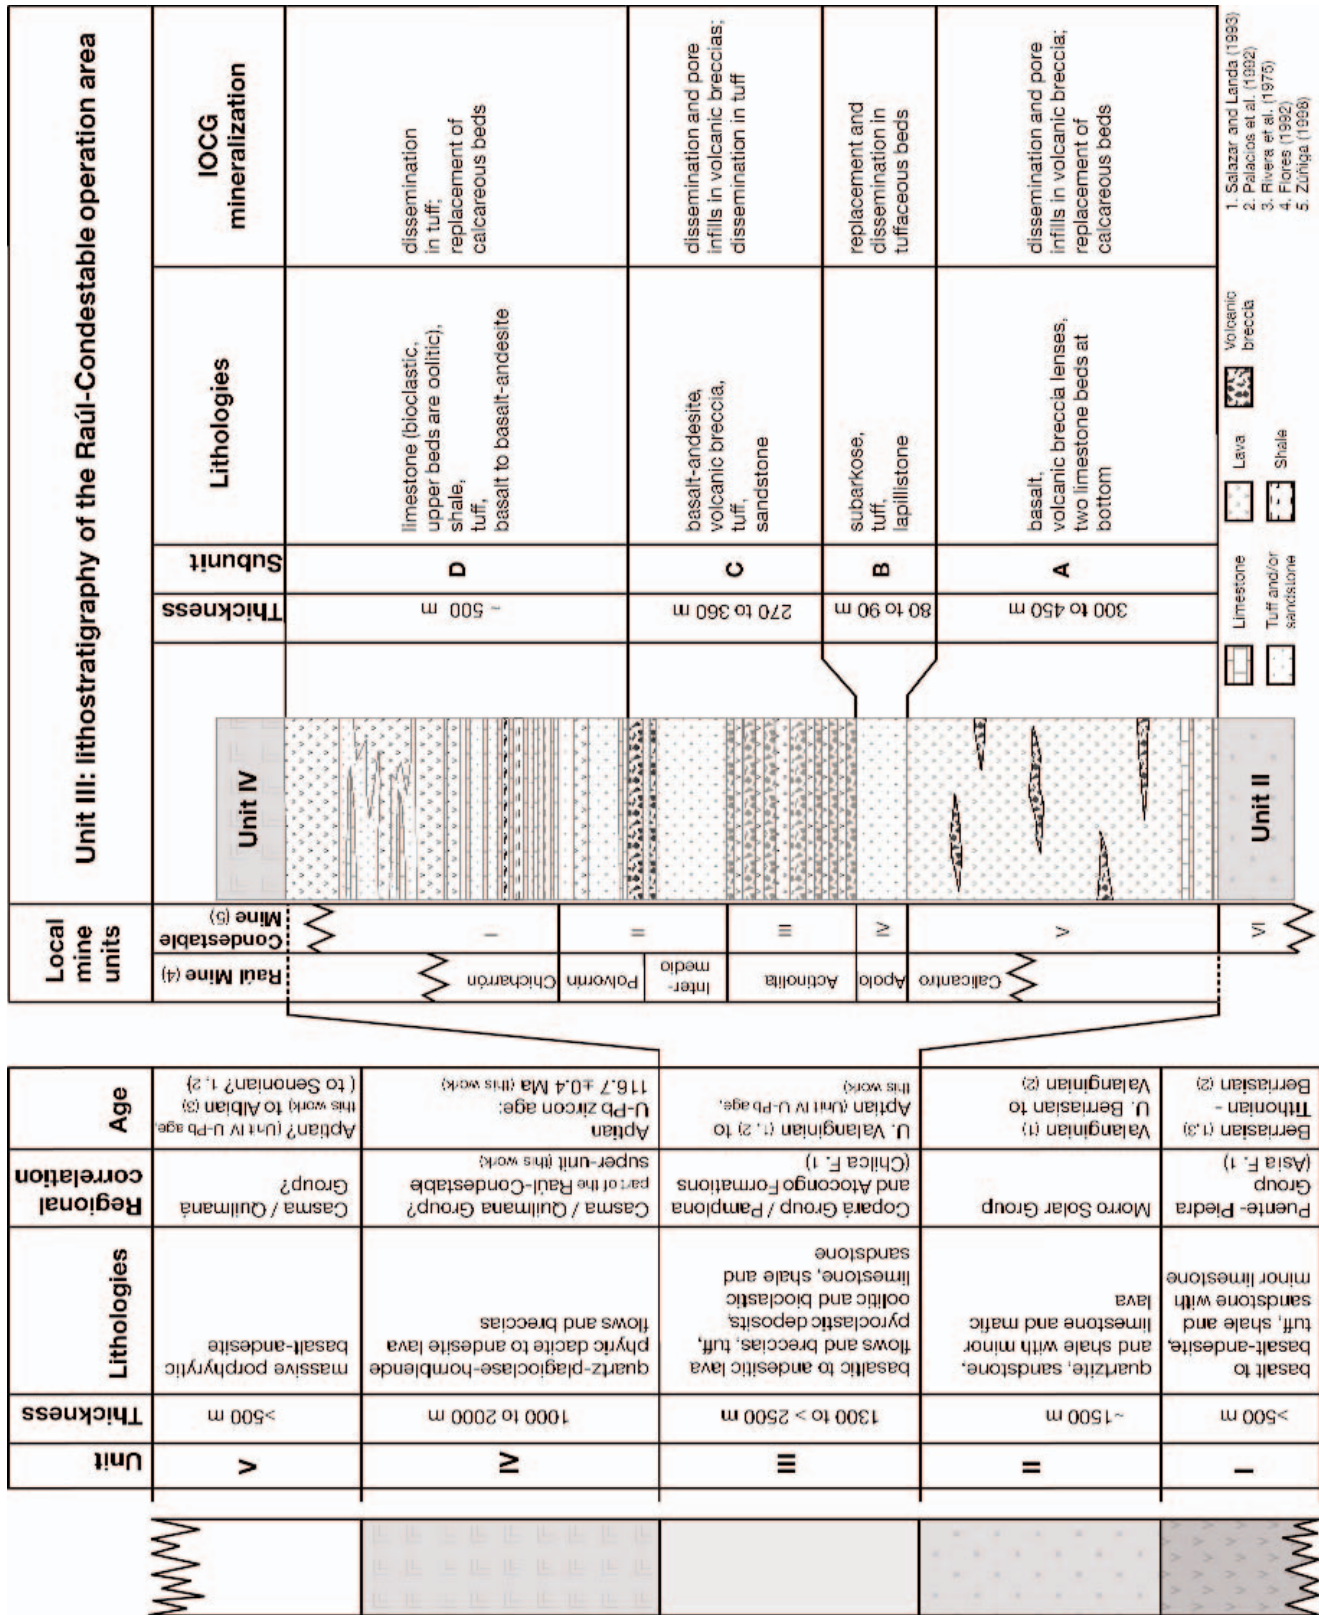 Unit III: lithostratigraphy of the Raúl-Condestable operation area
Local
mine
units
Raúl Mine (4)
Condestable
Mine (5)
Thickness
Subunit
Lithologies
IOCG
mineralization
Unit IV
Chicharrón
Polvorín
Inter-
medio
Actinolita
Apolo
Calicantro
I
II
III
IV
V
VI
Unit II
~ 500 m
D
limestone (bioclastic,
upper beds are oolitic),
shale,
tuff,
basalt to basalt-andesite
dissemination
in tuff;
replacement of
calcareous beds
270 to 360 m
C
basalt-andesite,
volcanic breccia,
tuff,
sandstone
dissemination and pore
infills in volcanic breccias;
dissemination in tuff
80 to 90 m
B
subarkose,
tuff,
lapillistone
replacement and
dissemination in
tuffaceous beds
300 to 450 m
A
basalt,
volcanic breccia lenses,
two limestone beds at
bottom
dissemination and pore
infills in volcanic breccia;
replacement of
calcareous beds
Limestone
Lava
Volcanic
breccia
Tuff and/or
sandstone
Shale
1. Salazar and Landa (1993)
2. Palacios et al. (1992)
3. Rivera et al. (1975)
4. Flores (1992)
5. Zúñiga (1998)
Unit
Thickness
Lithologies
Regional
correlation
Age
V
>500 m
massive porphyritic
basalt-andesite
Casma / Quilmaná
Group?
Aptian? (Unit IV U-Pb age,
this work) to Albian (3)
( to Senonian? 1, 2)
IV
1000 to 2000 m
quartz-plagioclase-hornblende
phyric dacite to andesite lava
flows and breccias
Casma / Quilmana Group?
part of the Raúl-Condestable
super-unit (this work)
Aptian
U-Pb zircon age:
116.7 ±0.4 Ma (this work)
III
1300 to > 2500 m
basaltic to andesitic lava
flows and breccias, tuff,
pyroclastic deposits,
oolitic and bioclastic
limestone, shale and
sandstone
Copará Group / Pamplona
and Atocongo Formations
(Chilca F. 1)
U. Valanginian (1, 2) to
Aptian (Unit IV U-Pb age,
this work)
II
~1500 m
quartzite, sandstone,
and shale with minor
limestone and mafic
lava
Morro Solar Group
Valanginian (1)
U. Berriasian to
Valanginian (2)
I
>500 m
basalt to
basalt-andesite,
tuff, shale and
sandstone with
minor limestone
Puente- Piedra
Group
(Asia F. 1)
Berriasian (1,3)
Tithonian -
Berriasian (2)